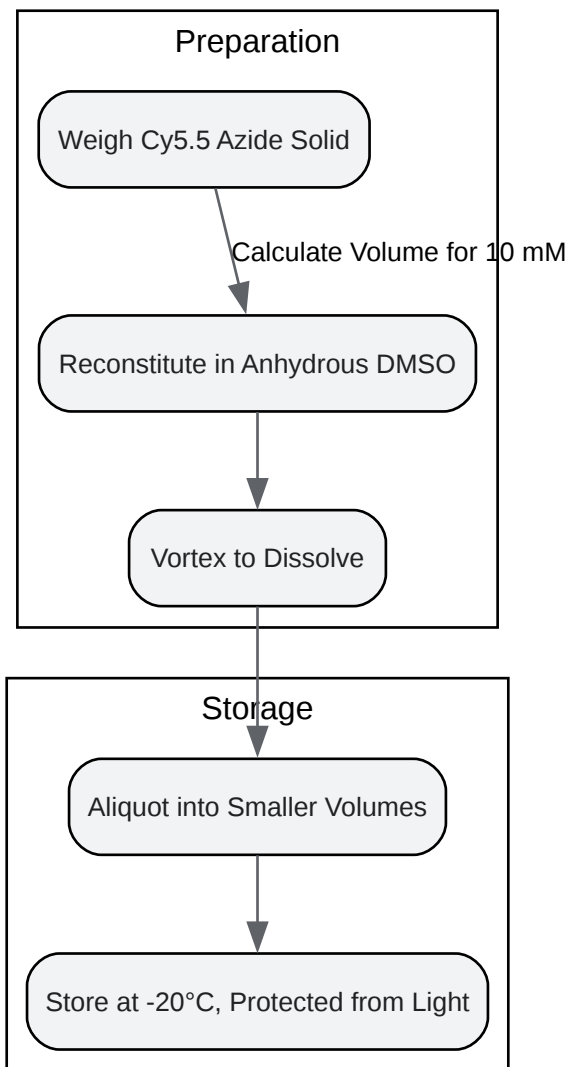 Preparation
Weigh Cy5.5 Azide Solid
Calculate Volume for 10 mM
Reconstitute in Anhydrous DMSO
Vortex to Dissolve
Storage
Aliquot into Smaller Volumes
Store at -20°C, Protected from Light